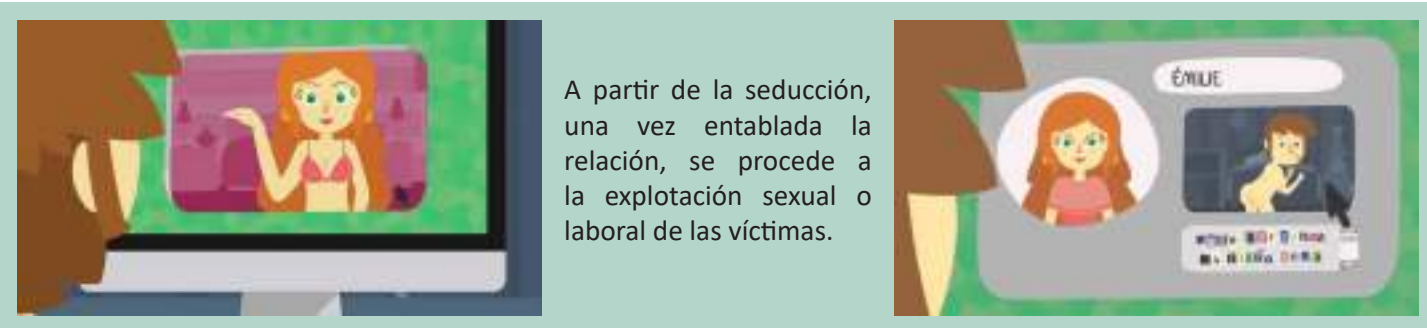 A partir de la seducción,
una vez entablada la
relación, se procede a
la explotación sexual o
laboral de las víctimas.
ÉMILIE